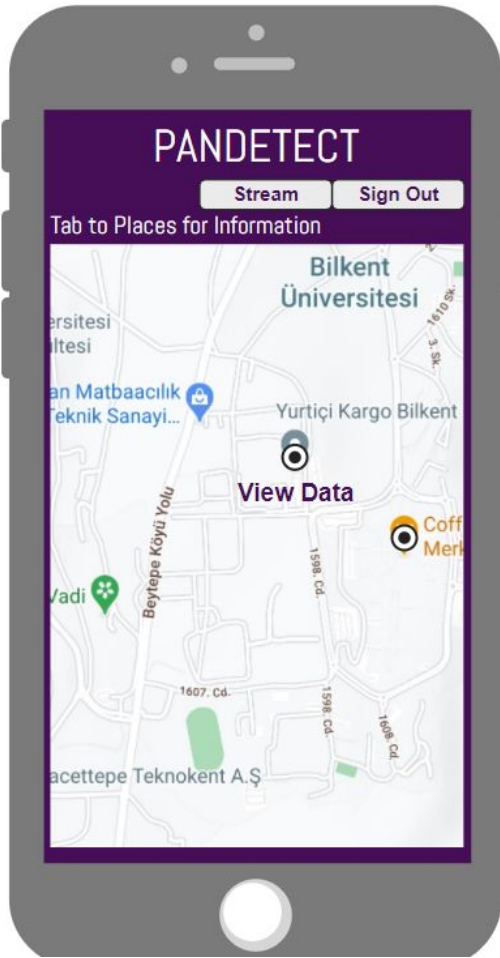 PANDETECT
Stream
Sign Out
Tab to Places for Information
Bilkent
Üniversitesi
1610 Sk.
3. Sk.
ersitesi
ltesi
an Matbaacılık
Teknik Sanayi...
Yurtiçi Kargo Bilkent
View Data
Coff
Merk
Beytepe Köyü Yolu
1598. Cd.
Vadi
1607. Cd.
1598. Cd.
1608. Cd.
acettepe Teknokent A.Ş